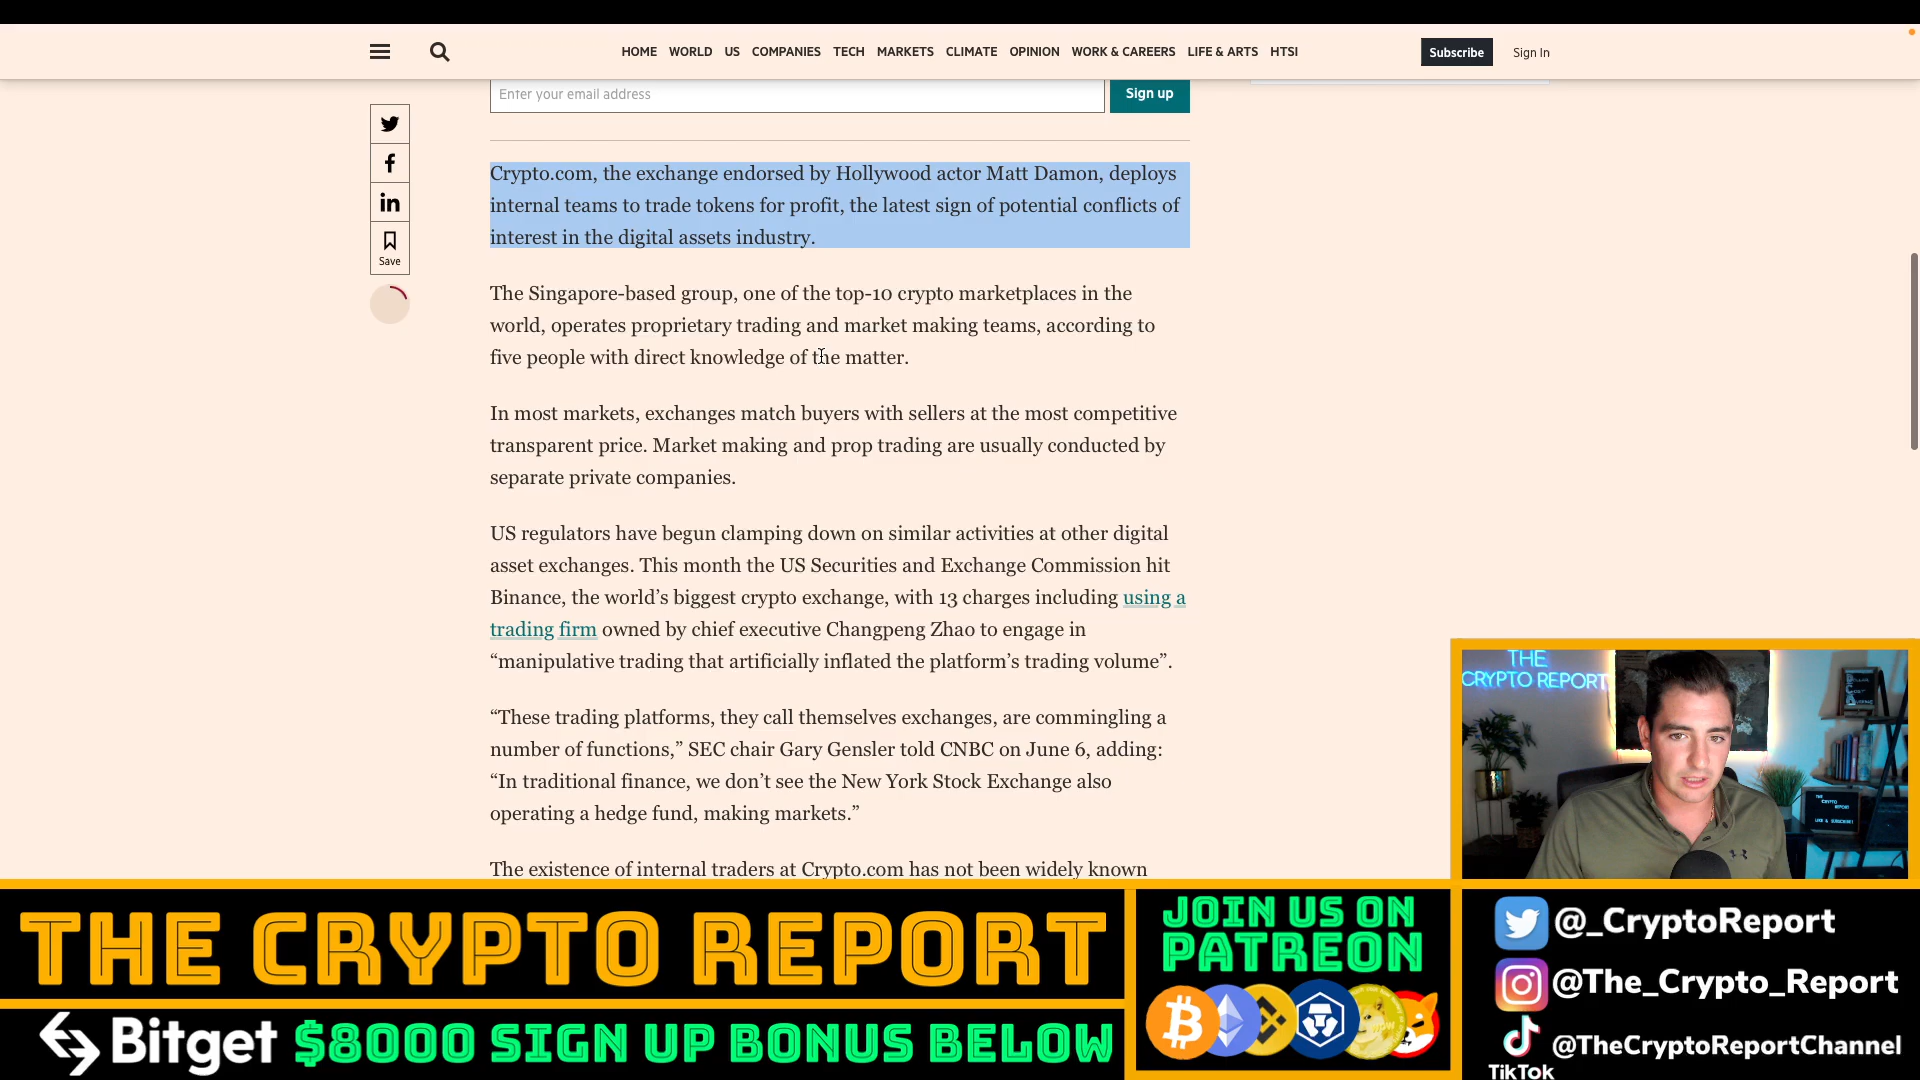 HOME WORLD US COMPANIES TECH MARKETS CLIMATE OPINION WORK & CAREERS LIFE & ARTS HTSI
Subscribe Sign In
Enter your email address
Sign up
Save
Crypto.com, the exchange endorsed by Hollywood actor Matt Damon, deploys
internal teams to trade tokens for profit, the latest sign of potential conflicts of
interest in the digital assets industry.
The Singapore-based group, one of the top-10 crypto marketplaces in the
world, operates proprietary trading and market making teams, according to
five people with direct knowledge of the matter.
In most markets, exchanges match buyers with sellers at the most competitive
transparent price. Market making and prop trading are usually conducted by
separate private companies.
US regulators have begun clamping down on similar activities at other digital
asset exchanges. This month the US Securities and Exchange Commission hit
Binance, the world’s biggest crypto exchange, with 13 charges including using a
trading firm owned by chief executive Changpeng Zhao to engage in
“manipulative trading that artificially inflated the platform’s trading volume”.
“These trading platforms, they call themselves exchanges, are commingling a
number of functions,” SEC chair Gary Gensler told CNBC on June 6, adding:
“In traditional finance, we don’t see the New York Stock Exchange also
operating a hedge fund, making markets.”
The existence of internal traders at Crypto.com has not been widely known
THE
CRYPTO REPORT
THE CRYPTO REPORT
Bitget $8000 SIGN UP BONUS BELOW
JOIN US ON
PATREON
@_CryptoReport
@The_Crypto_Report
@TheCryptoReportChannel
TikTok